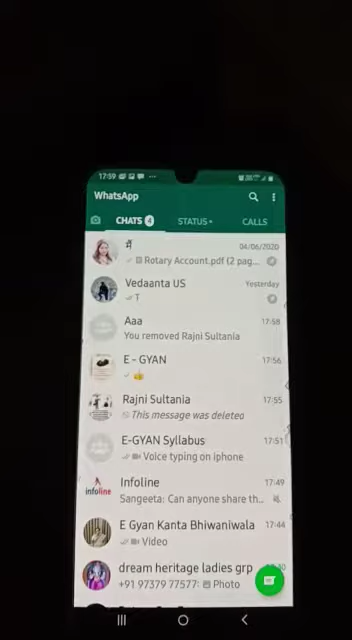 17:59
WhatsApp
CHATS 4 STATUS CALLS
माँ 04/06/2020
Rotary Account.pdf (2 pag...
Vedaanta US Yesterday
T
Aaa 17:58
You removed Rajni Sultania
E - GYAN 17:56
👍
Rajni Sultania 17:55
This message was deleted
E-GYAN Syllabus 17:51
Voice typing on iphone
Infoline 17:49
infoline
Sangeeta: Can anyone share th...
E Gyan Kanta Bhiwaniwala 17:44
Video
dream heritage ladies grp
+91 97379 77577: Photo